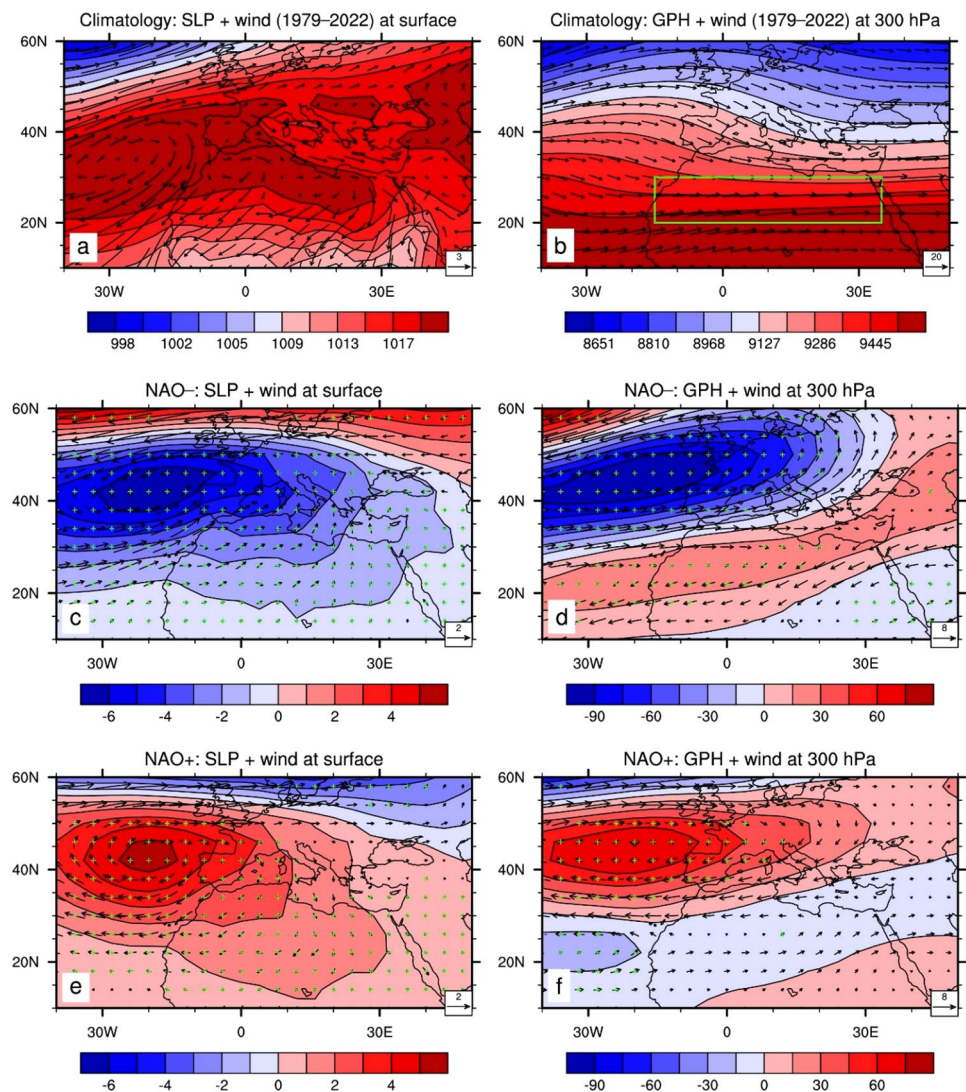 Climatology: SLP + wind (1979–2022) at surface
60N
40N
20N
a
3
30W 0 30E
998 1002 1005 1009 1013 1017
Climatology: GPH + wind (1979–2022) at 300 hPa
60N
40N
20N
b
20
30W 0 30E
8651 8810 8968 9127 9286 9445
NAO–: SLP + wind at surface
60N
40N
20N
c
2
30W 0 30E
-6 -4 -2 0 2 4
NAO–: GPH + wind at 300 hPa
60N
40N
20N
d
8
30W 0 30E
-90 -60 -30 0 30 60
NAO+: SLP + wind at surface
60N
40N
20N
e
2
30W 0 30E
-6 -4 -2 0 2 4
NAO+: GPH + wind at 300 hPa
60N
40N
20N
f
8
30W 0 30E
-90 -60 -30 0 30 60